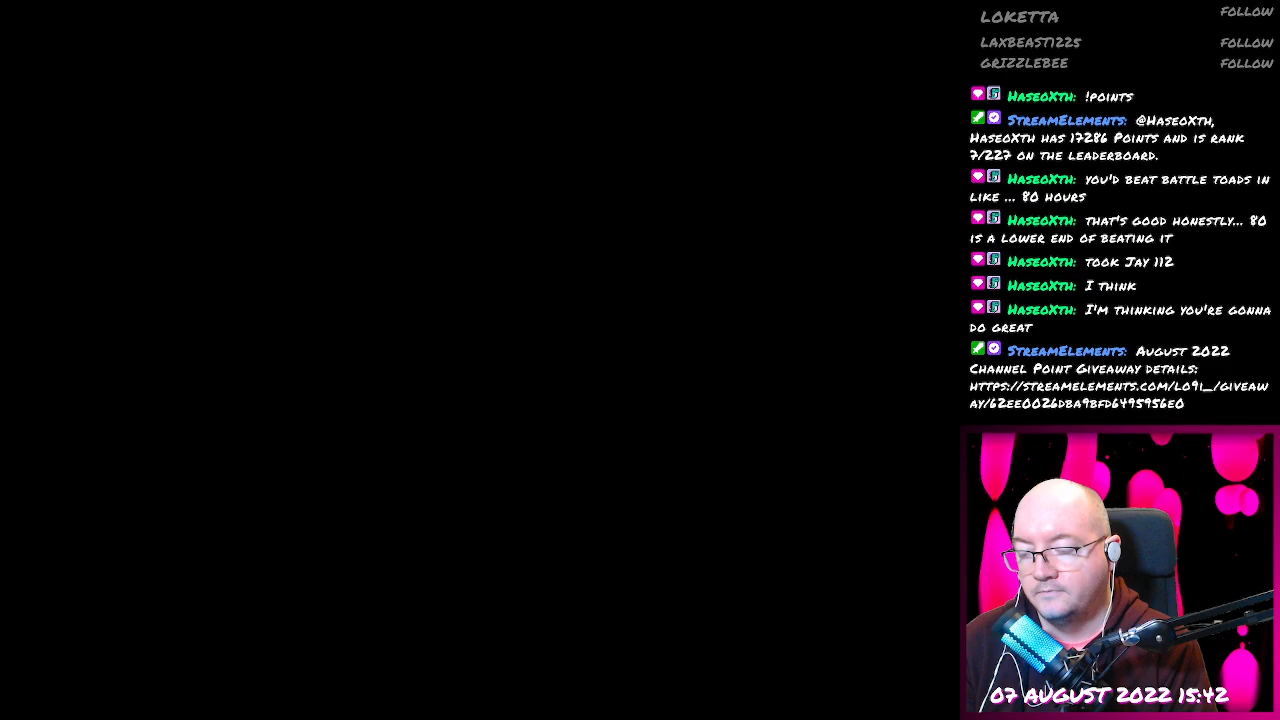 LOKETTA FOLLOW
LAXBEAST1225 FOLLOW
GRIZZLEBEE FOLLOW
HaseoXth: !points
StreamElements: @HaseoXth,
HaseoXth has 17286 Points and is rank
7/227 on the leaderboard.
HaseoXth: you'd beat battle toads in
like ... 80 hours
HaseoXth: that's good honestly... 80
is a lower end of beating it
HaseoXth: took Jay 112
HaseoXth: I think
HaseoXth: I'm thinking you're gonna
do great
StreamElements: August 2022
Channel Point Giveaway details:
https://streamelements.com/lo9i_/giveaw
ay/62ee0026dba9bfd6495956e0
07 AUGUST 2022 15:42